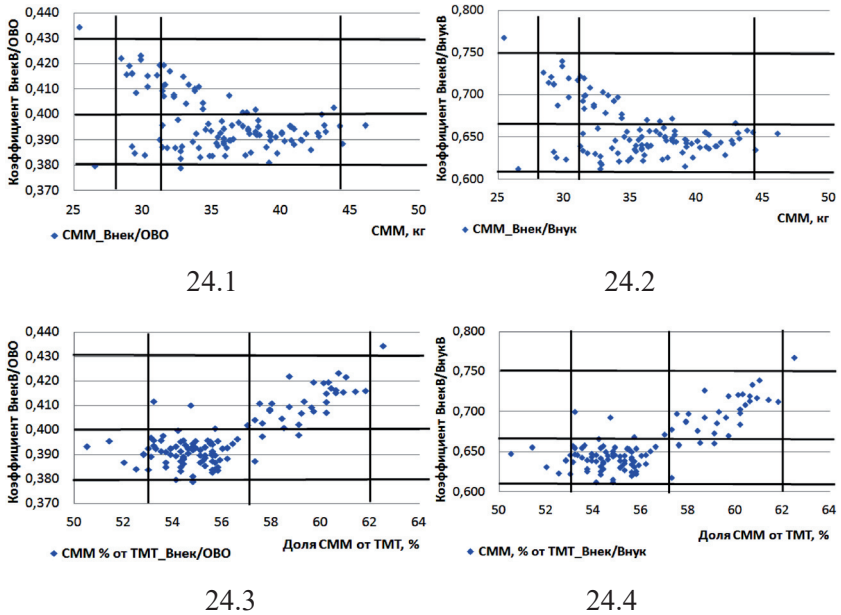 Коэффициент ВнекВ/ОВО
0,440
0,430
0,420
0,410
0,400
0,390
0,380
0,370
25 30 35 40 45 50
СММ, кг
СММ_Внек/ОВО
24.1
Коэффициент ВнекВ/ВнукВ
0,800
0,750
0,700
0,650
0,600
25 30 35 40 45 50
СММ, кг
СММ_Внек/Внук
24.2
Коэффициент ВнекВ/ОВО
0,440
0,430
0,420
0,410
0,400
0,390
0,380
0,370
50 52 54 56 58 60 62 64
СММ % от ТМТ_Внек/ОВО
Доля СММ от ТМТ, %
24.3
Коэффициент ВнекВ/ВнукВ
0,800
0,750
0,700
0,650
0,600
50 52 54 56 58 60 62 64
Доля СММ от ТМТ, %
СММ, % от ТМТ_Внек/Внук
24.4